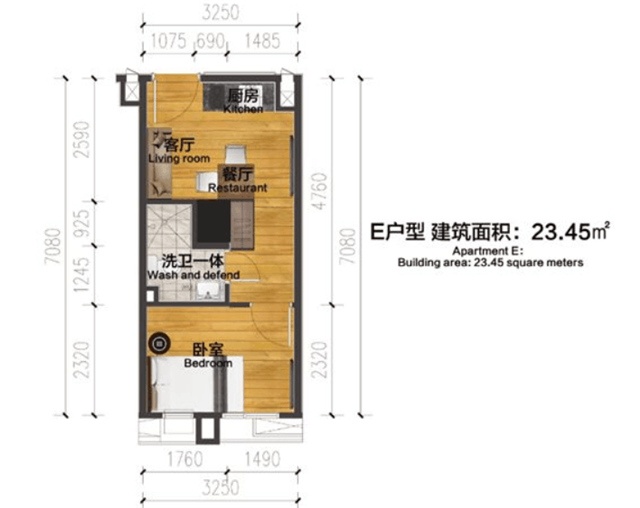 3250
1075 690 1485
厨房
Kitchen
客厅
Living room
餐厅
Restaurant
2590
925
1245
2320
7080
4760
2320
7080
洗卫一体
Wash and defend
卧室
Bedroom
E户型 建筑面积：23.45㎡
Apartment E:
Building area: 23.45 square meters
1760 1490
3250